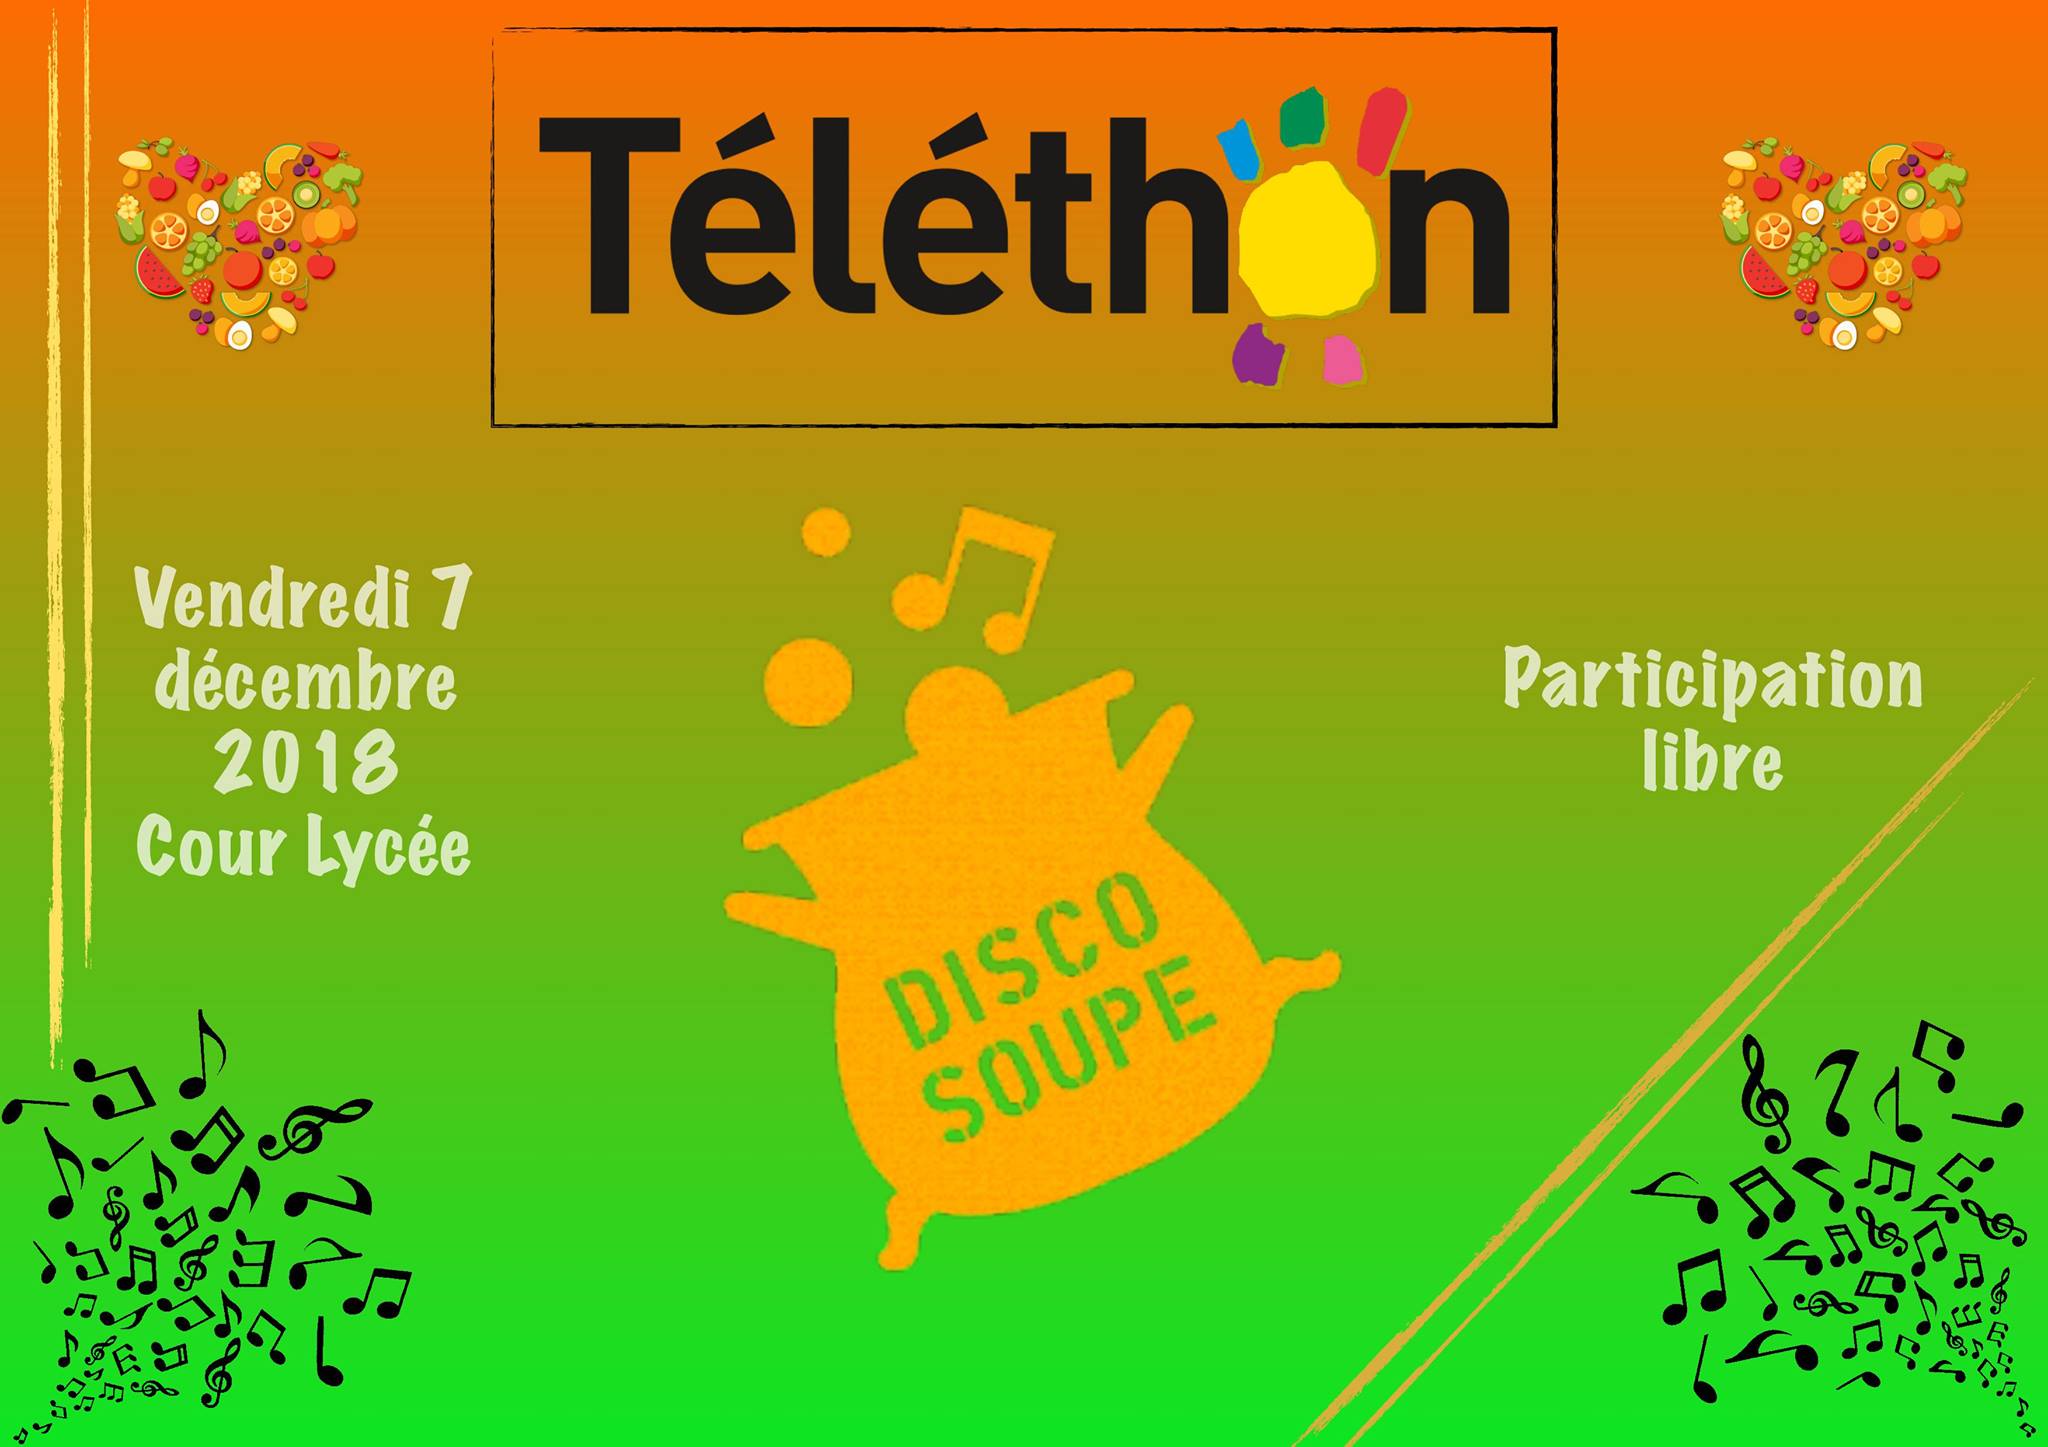 Téléthon
Vendredi 7
décembre
2018
Cour Lycée
Participation
libre
DISCO
SOUPE